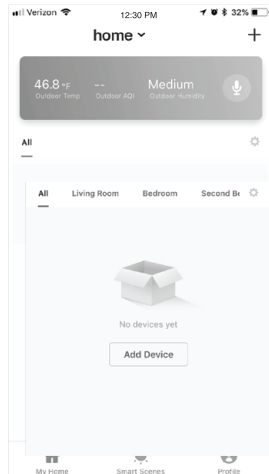 Verizon 12:30 PM 32%
home
46.8 °F -- Medium
Outdoor Temp Outdoor AQI Outdoor Humidity
All
All Living Room Bedroom Second Be
No devices yet
Add Device
My Home Smart Scenes Profile